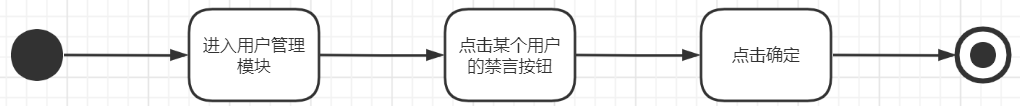 进入用户管理
模块
点击某个用户
的禁言按钮
点击确定